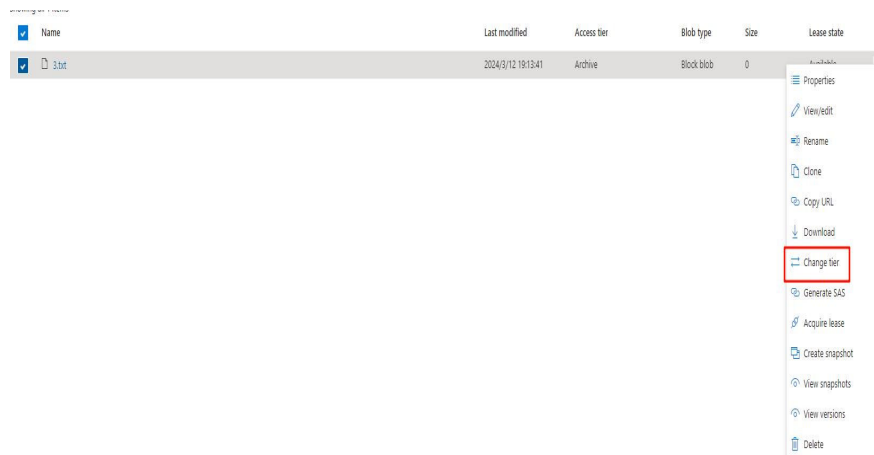 Name Last modified Access tier Blob type Size Lease state
3.txt 2024/3/12 19:13:41 Archive Block blob 0 Available
Properties
View/edit
Rename
Clone
Copy URL
Download
Change tier
Generate SAS
Acquire lease
Create snapshot
View snapshots
View versions
Delete